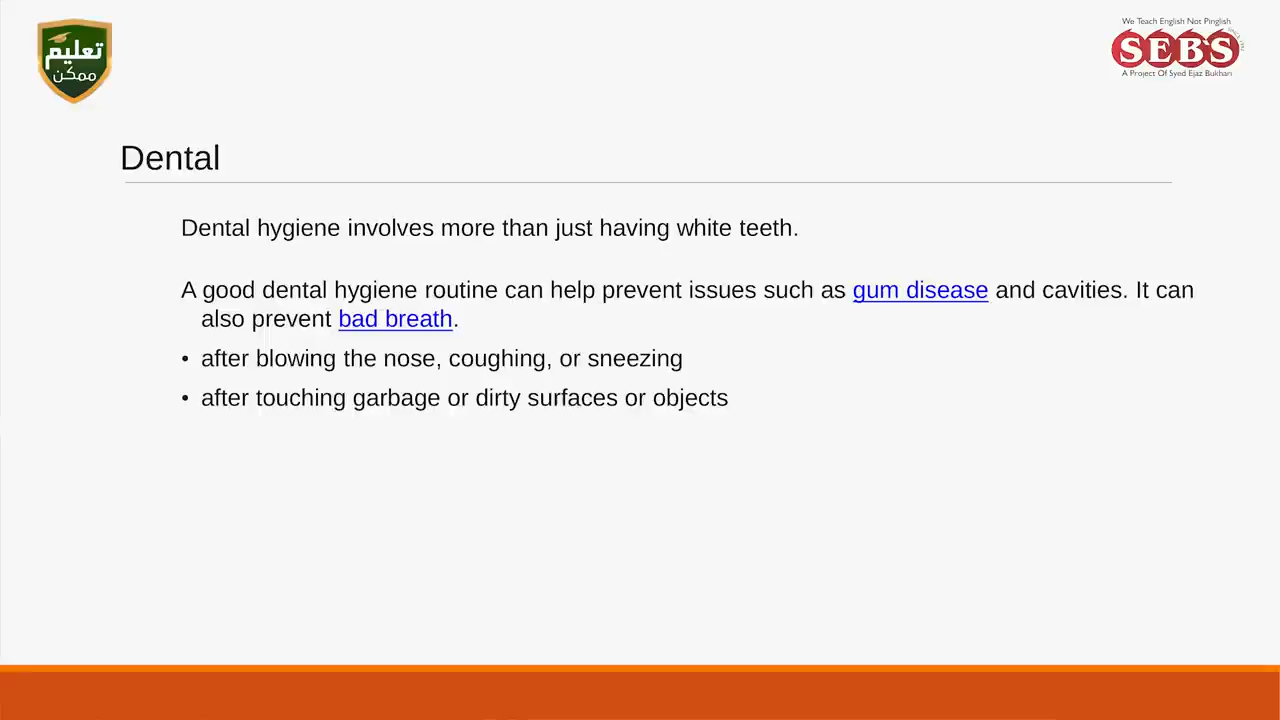 تعلیم
ممکن
We Teach English Not Pinglish
SEBS
A Project Of Syed Ejaz Bukhari
Dental
Dental hygiene involves more than just having white teeth.
A good dental hygiene routine can help prevent issues such as gum disease and cavities. It can
also prevent bad breath.
• after blowing the nose, coughing, or sneezing
• after touching garbage or dirty surfaces or objects